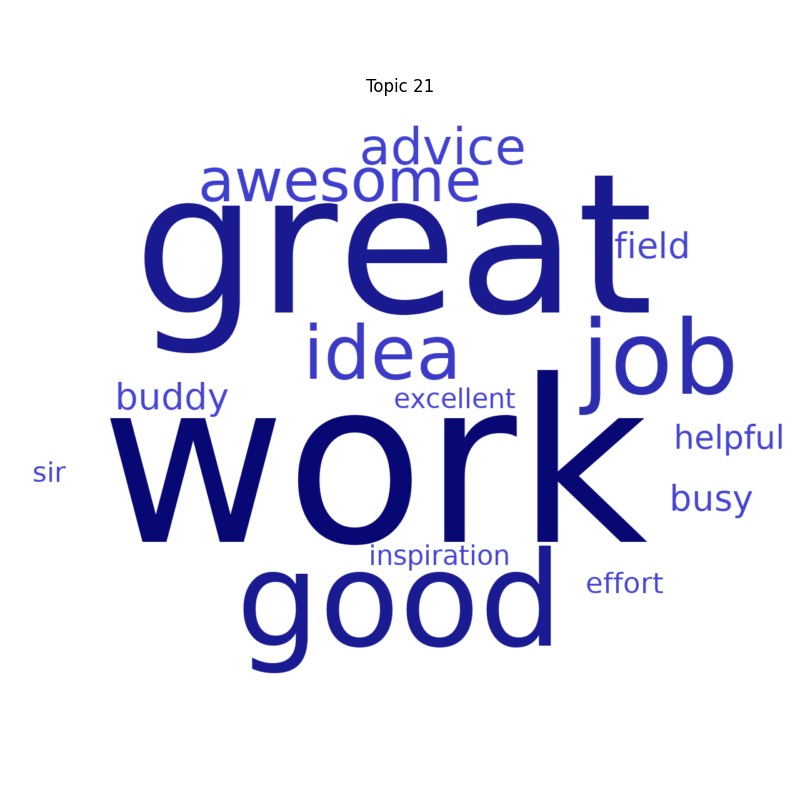 Topic 21
advice
awesome
great
field
idea
job
buddy
excellent
work
helpful
sir
busy
inspiration
good
effort